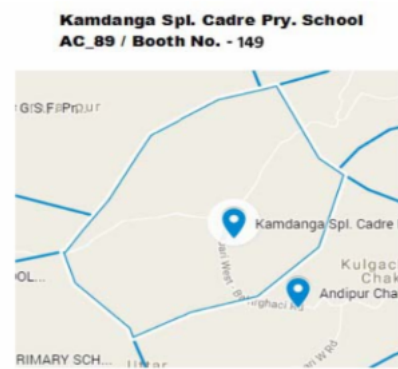 Kamdanga Spl. Cadre Pry. School
AC_89 / Booth No. - 149
Kamdanga Spl. Cadre
OOL...
Kulgac
Chak
Andipur Cha
RIMARY SCH...
Uttar